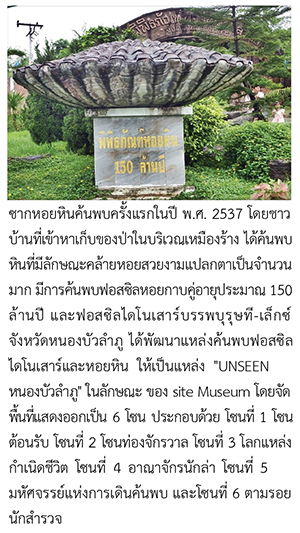 พิพิธภัณฑ์หอยหิน
150 ล้านปี
ซากหอยหินค้นพบครั้งแรกในปี พ.ศ. 2537 โดยชาว
บ้านที่เข้าหาเก็บของป่าในบริเวณเหมืองร้าง ได้ค้นพบ
หินที่มีลักษณะคล้ายหอยสวยงามแปลกตาเป็นจำนวน
มาก มีการค้นพบฟอสซิลหอยกาบคู่อายุประมาณ 150
ล้านปี และฟอสซิลไดโนเสาร์บรรพบุรุษที-เล็กซ์
จังหวัดหนองบัวลำภู ได้พัฒนาแหล่งค้นพบฟอสซิล
ไดโนเสาร์และหอยหิน ให้เป็นแหล่ง "UNSEEN
หนองบัวลำภู" ในลักษณะ ของ site Museum โดยจัด
พื้นที่แสดงออกเป็น 6 โซน ประกอบด้วย โซนที่ 1 โซน
ต้อนรับ โซนที่ 2 โซนท่องจักรวาล โซนที่ 3 โลกแหล่ง
กำเนิดชีวิต โซนที่ 4 อาณาจักรนักล่า โซนที่ 5
มหัศจรรย์แห่งการเดินค้นพบ และโซนที่ 6 ตามรอย
นักสำรวจ